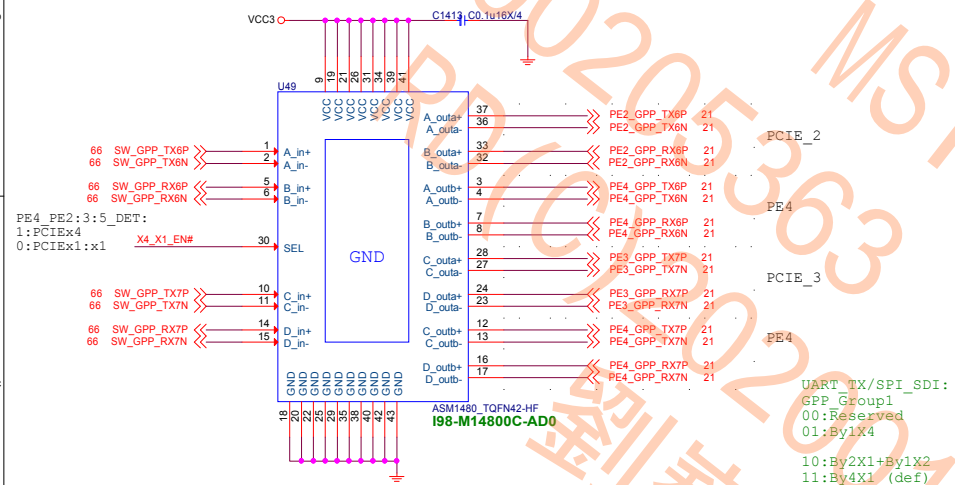 VCC3
C1413 C0.1u16X/4
U49
9 19 21 26 31 34 39 41
VCC VCC VCC VCC VCC VCC VCC VCC
66 SW_GPP_TX6P 1 A_in+
66 SW_GPP_TX6N 2 A_in-
66 SW_GPP_RX6P 5 B_in+
66 SW_GPP_RX6N 6 B_in-
PE4_PE2:3:5_DET:
1:PCIEx4
0:PCIEx1:x1
X4_X1_EN# 30 SEL
66 SW_GPP_TX7P 10 C_in+
66 SW_GPP_TX7N 11 C_in-
66 SW_GPP_RX7P 14 D_in+
66 SW_GPP_RX7N 15 D_in-
GND
A_outa+ 37 PE2_GPP_TX6P 21
A_outa- 36 PE2_GPP_TX6N 21
PCIE_2
B_outa+ 33 PE2_GPP_RX6P 21
B_outa- 32 PE2_GPP_RX6N 21
A_outb+ 3 PE4_GPP_TX6P 21
A_outb- 4 PE4_GPP_TX6N 21
PE4
B_outb+ 7 PE4_GPP_RX6P 21
B_outb- 8 PE4_GPP_RX6N 21
C_outa+ 28 PE3_GPP_TX7P 21
C_outa- 27 PE3_GPP_TX7N 21
PCIE_3
D_outa+ 24 PE3_GPP_RX7P 21
D_outa- 23 PE3_GPP_RX7N 21
C_outb+ 12 PE4_GPP_TX7P 21
C_outb- 13 PE4_GPP_TX7N 21
PE4
D_outb+ 16 PE4_GPP_RX7P 21
D_outb- 17 PE4_GPP_RX7N 21
GND GND GND GND GND GND GND GND GND GND
18 20 22 25 29 35 38 40 42 43
ASM1480_TQFN42-HF
I98-M14800C-AD0
UART_TX/SPI_SDI:
GPP_Group1
00:Reserved
01:By1X4
10:By2X1+By1X2
11:By4X1 (def)
MSI
00205363
RD(C)2020001
劉